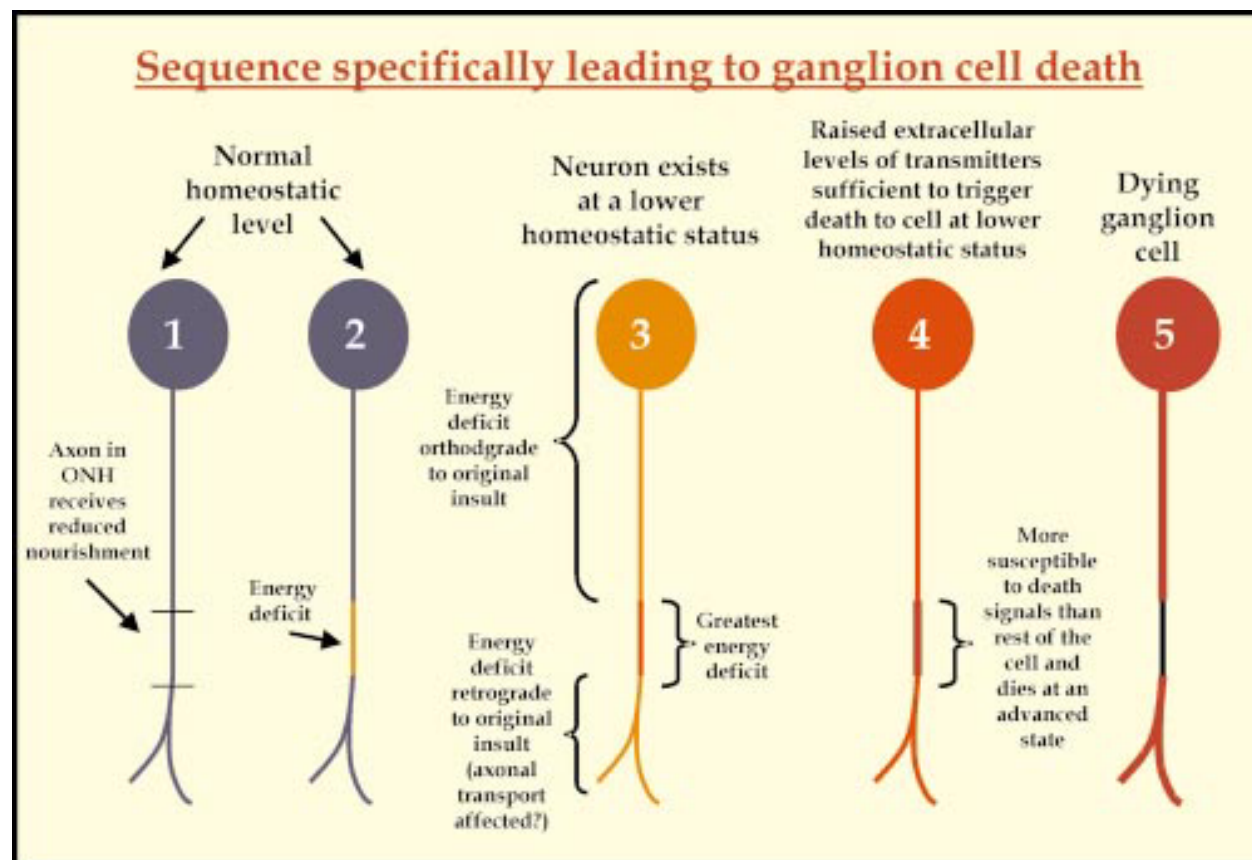 Sequence specifically leading to ganglion cell death
Normal
homeostatic
level
Neuron exists
at a lower
homeostatic status
Raised extracellular
levels of transmitters
sufficient to trigger
death to cell at lower
homeostatic status
Dying
ganglion
cell
1
2
3
4
5
Axon in
ONH
receives
reduced
nourishment
Energy
deficit
Energy
deficit
orthodgrade
to original
insult
Greatest
energy
deficit
Energy
deficit
retrograde
to original
insult
(axonal
transport
affected?)
More
susceptible
to death
signals than
rest of the
cell and
dies at an
advanced
state